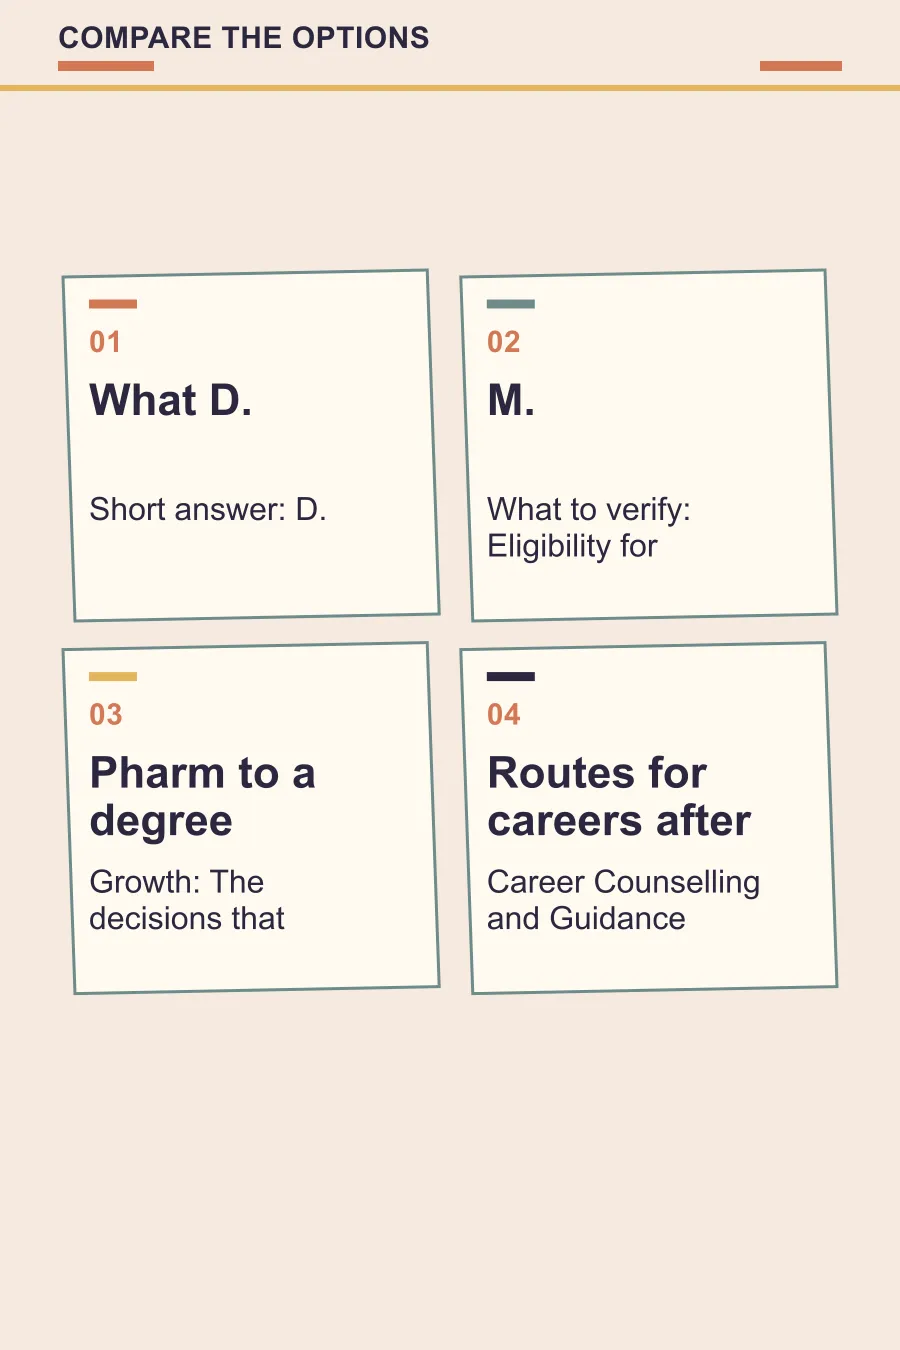 COMPARE THE OPTIONS
01
What D.
Short answer: D.
02
M.
What to verify:
Eligibility for
03
Pharm to a
degree
Growth: The
decisions that
04
Routes for
careers after
Career Counselling
and Guidance